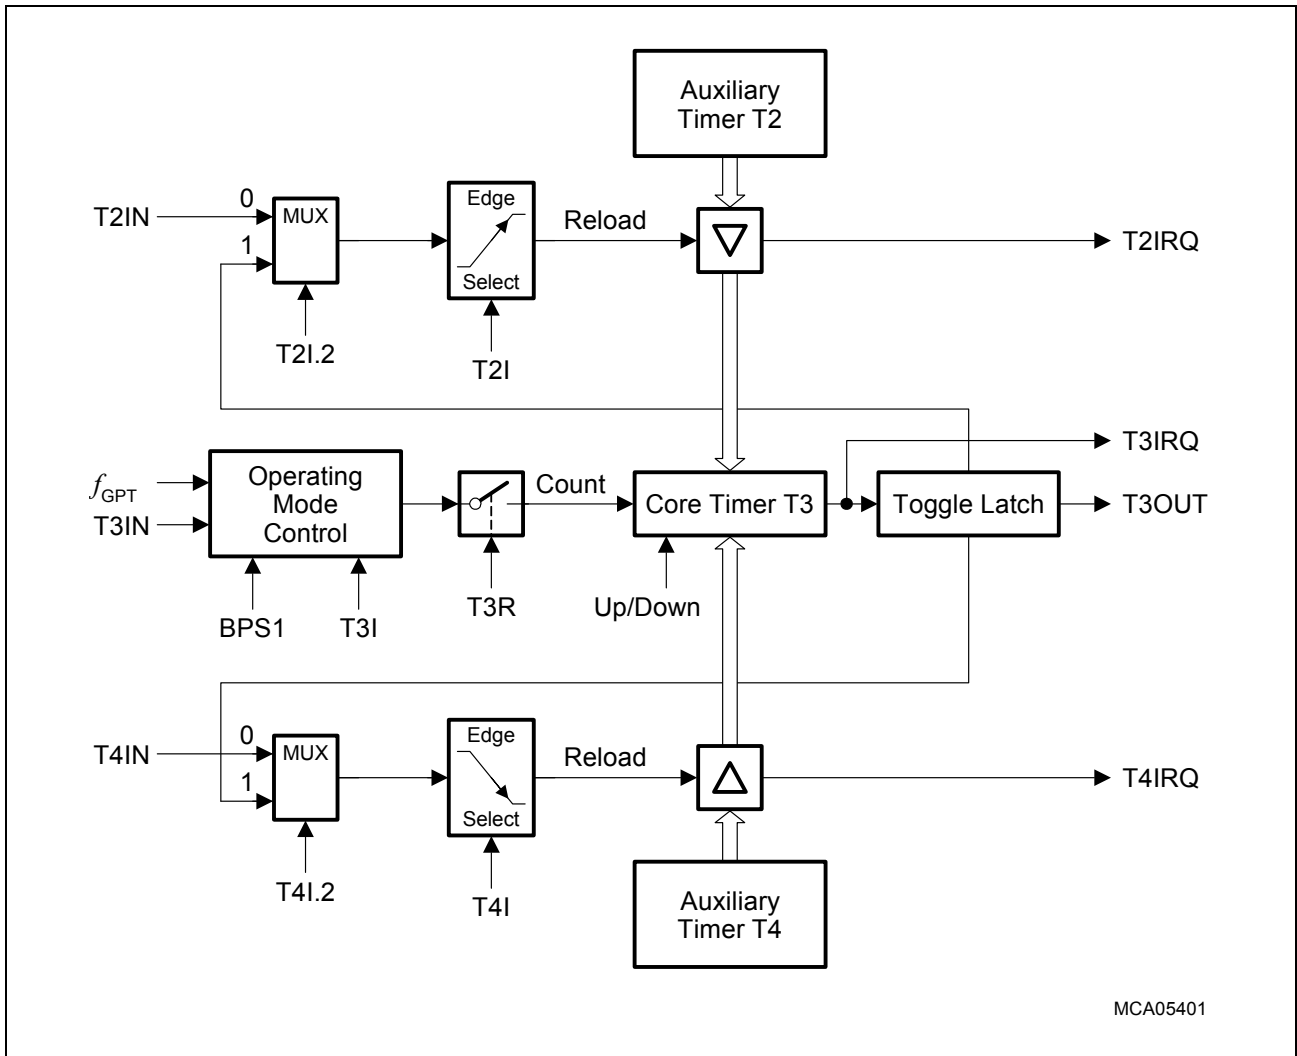 Auxiliary
Timer T2
T2IN
0
1
MUX
T2I.2
Edge
Select
T2I
Reload
T2IRQ
fGPT
T3IN
Operating
Mode
Control
BPS1
T3I
T3R
Count
Core Timer T3
Up/Down
T3IRQ
Toggle Latch
T3OUT
T4IN
0
1
MUX
T4I.2
Edge
Select
T4I
Reload
T4IRQ
Auxiliary
Timer T4
MCA05401